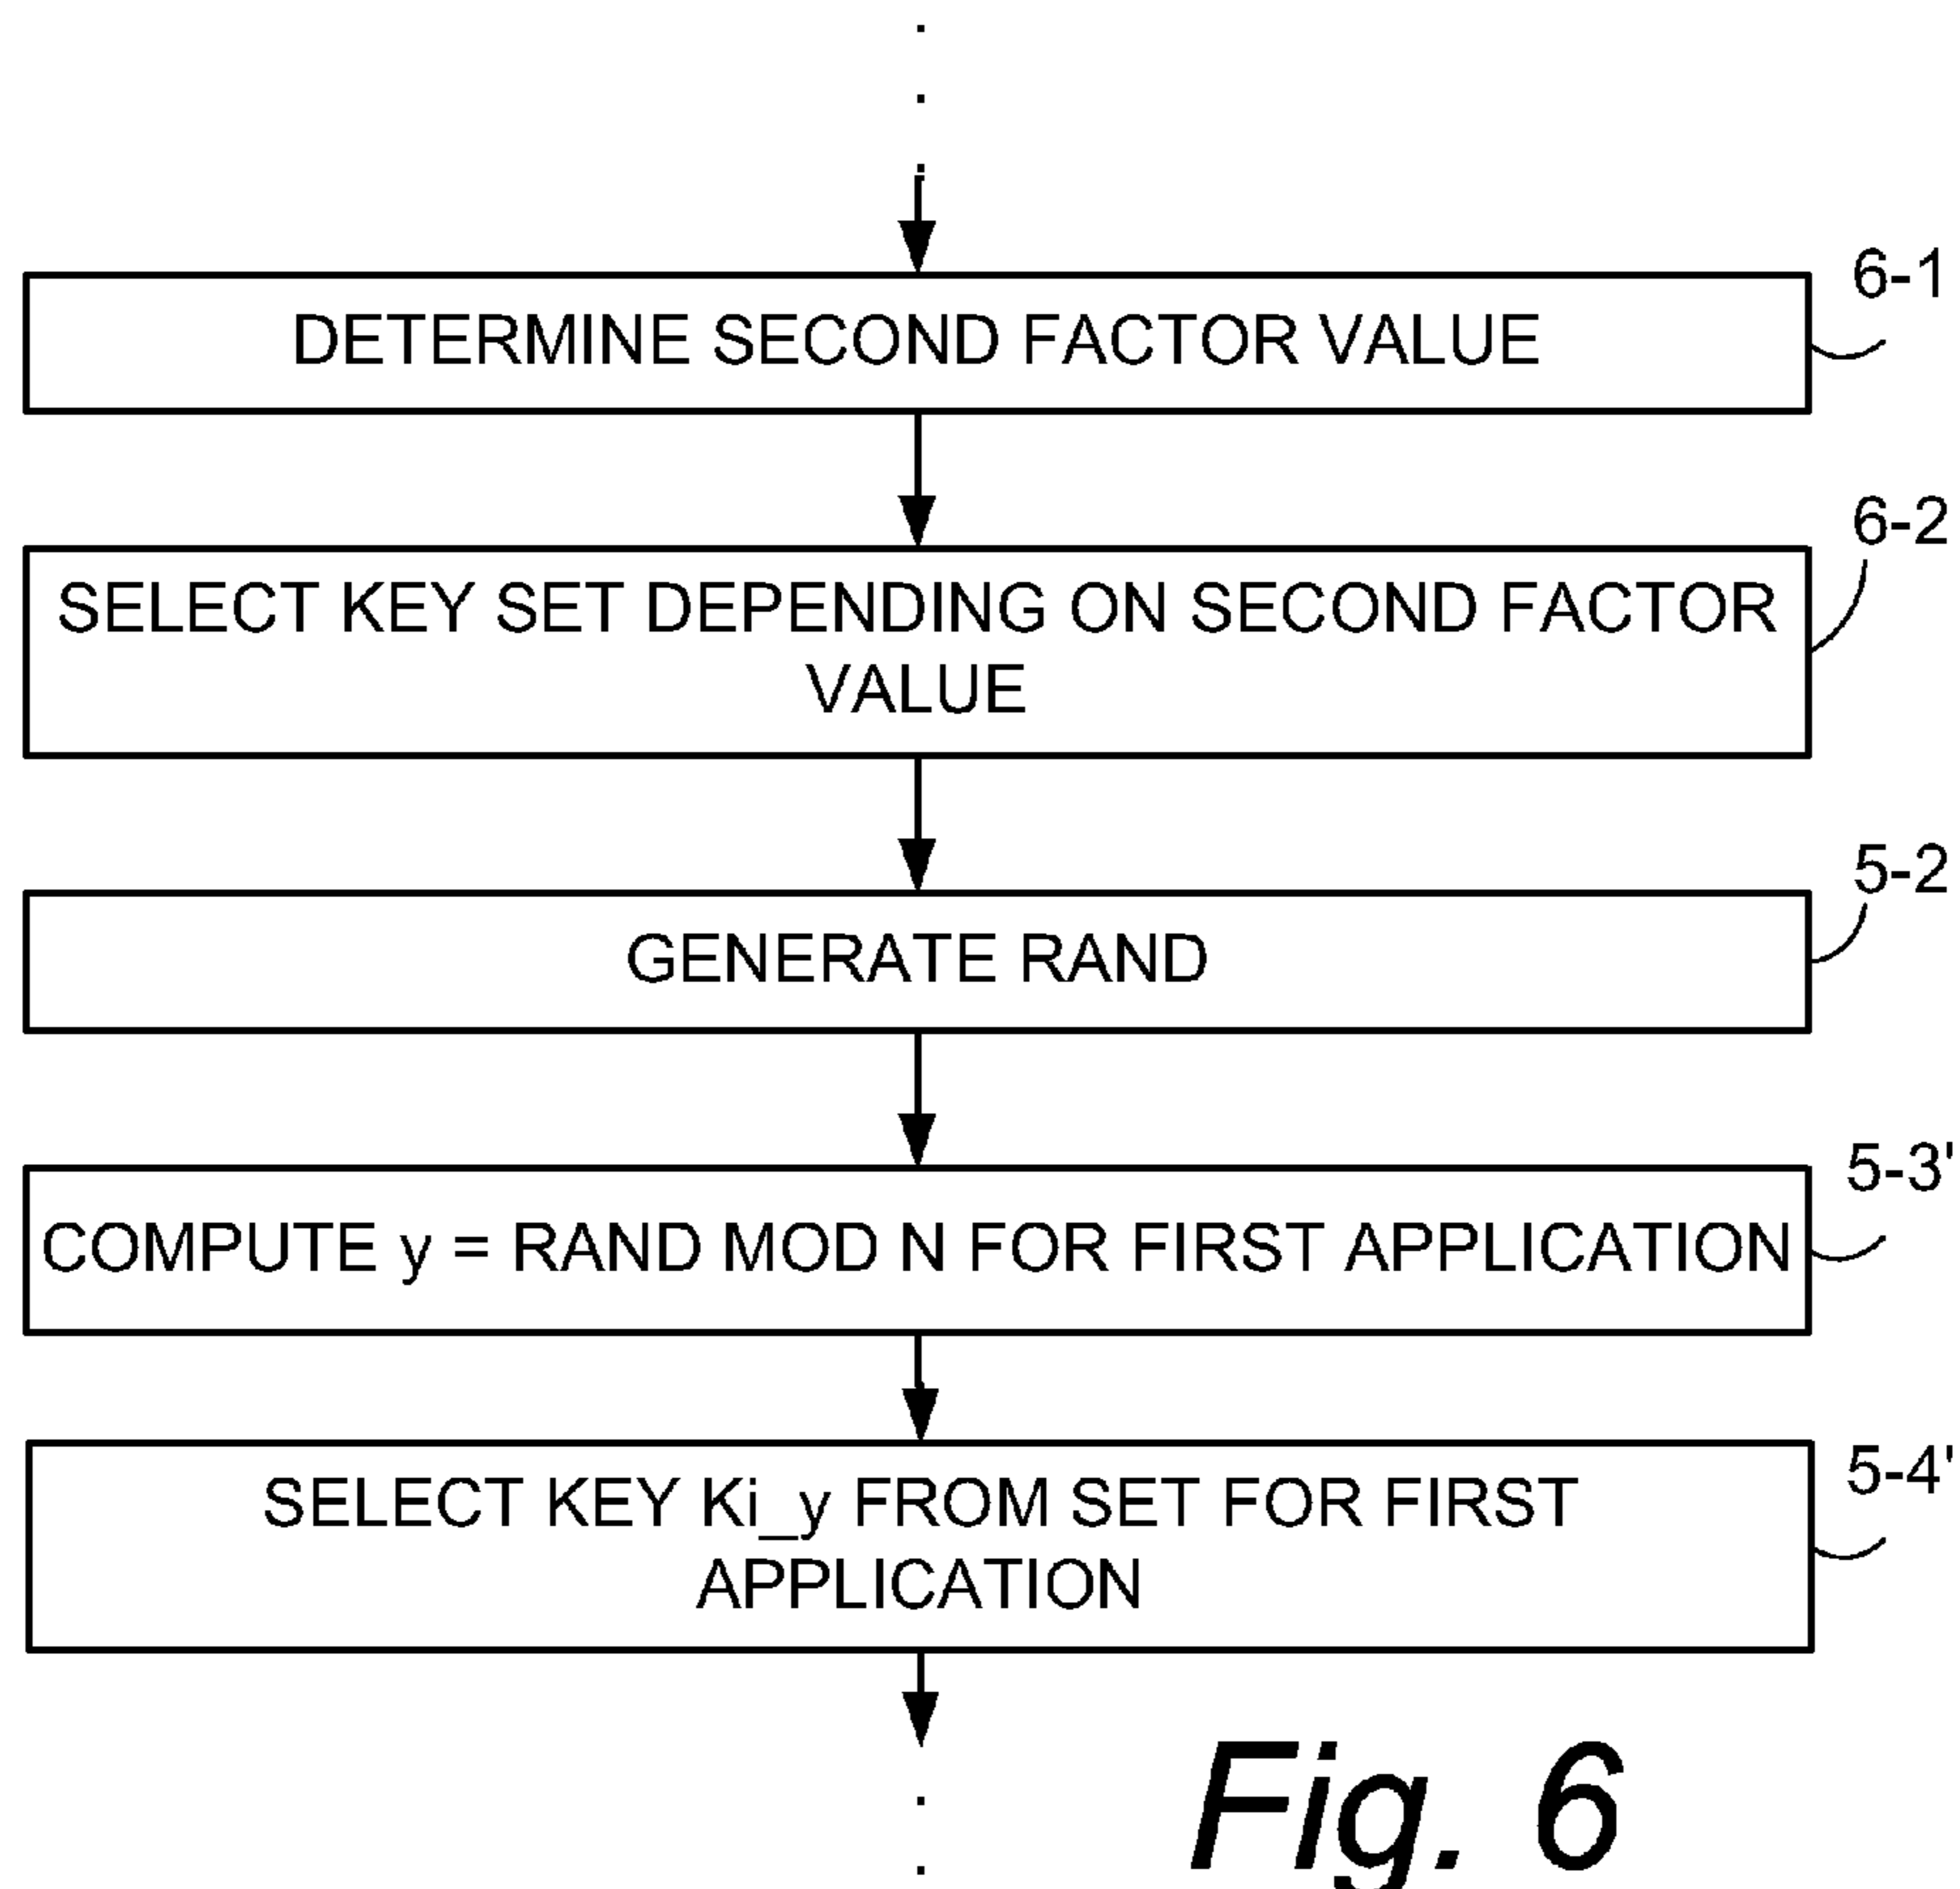 6-1
DETERMINE SECOND FACTOR VALUE
6-2
SELECT KEY SET DEPENDING ON SECOND FACTOR
VALUE
5-2
GENERATE RAND
5-3'
COMPUTE y = RAND MOD N FOR FIRST APPLICATION
5-4'
SELECT KEY Ki_y FROM SET FOR FIRST
APPLICATION
Fig. 6